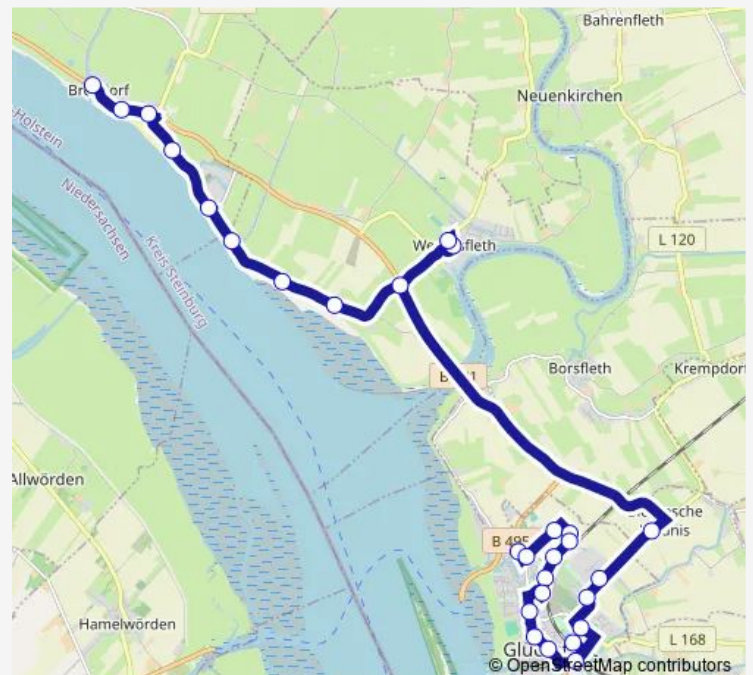 Bahrenfleth
Neuenkirchen
-Holstein
Niedersachsen
Kreis Steinburg
L 120
Borsfleth
Krempdorf
Allwörden
B 495
Hamelwörden
L 168
© OpenStreetMap contributors